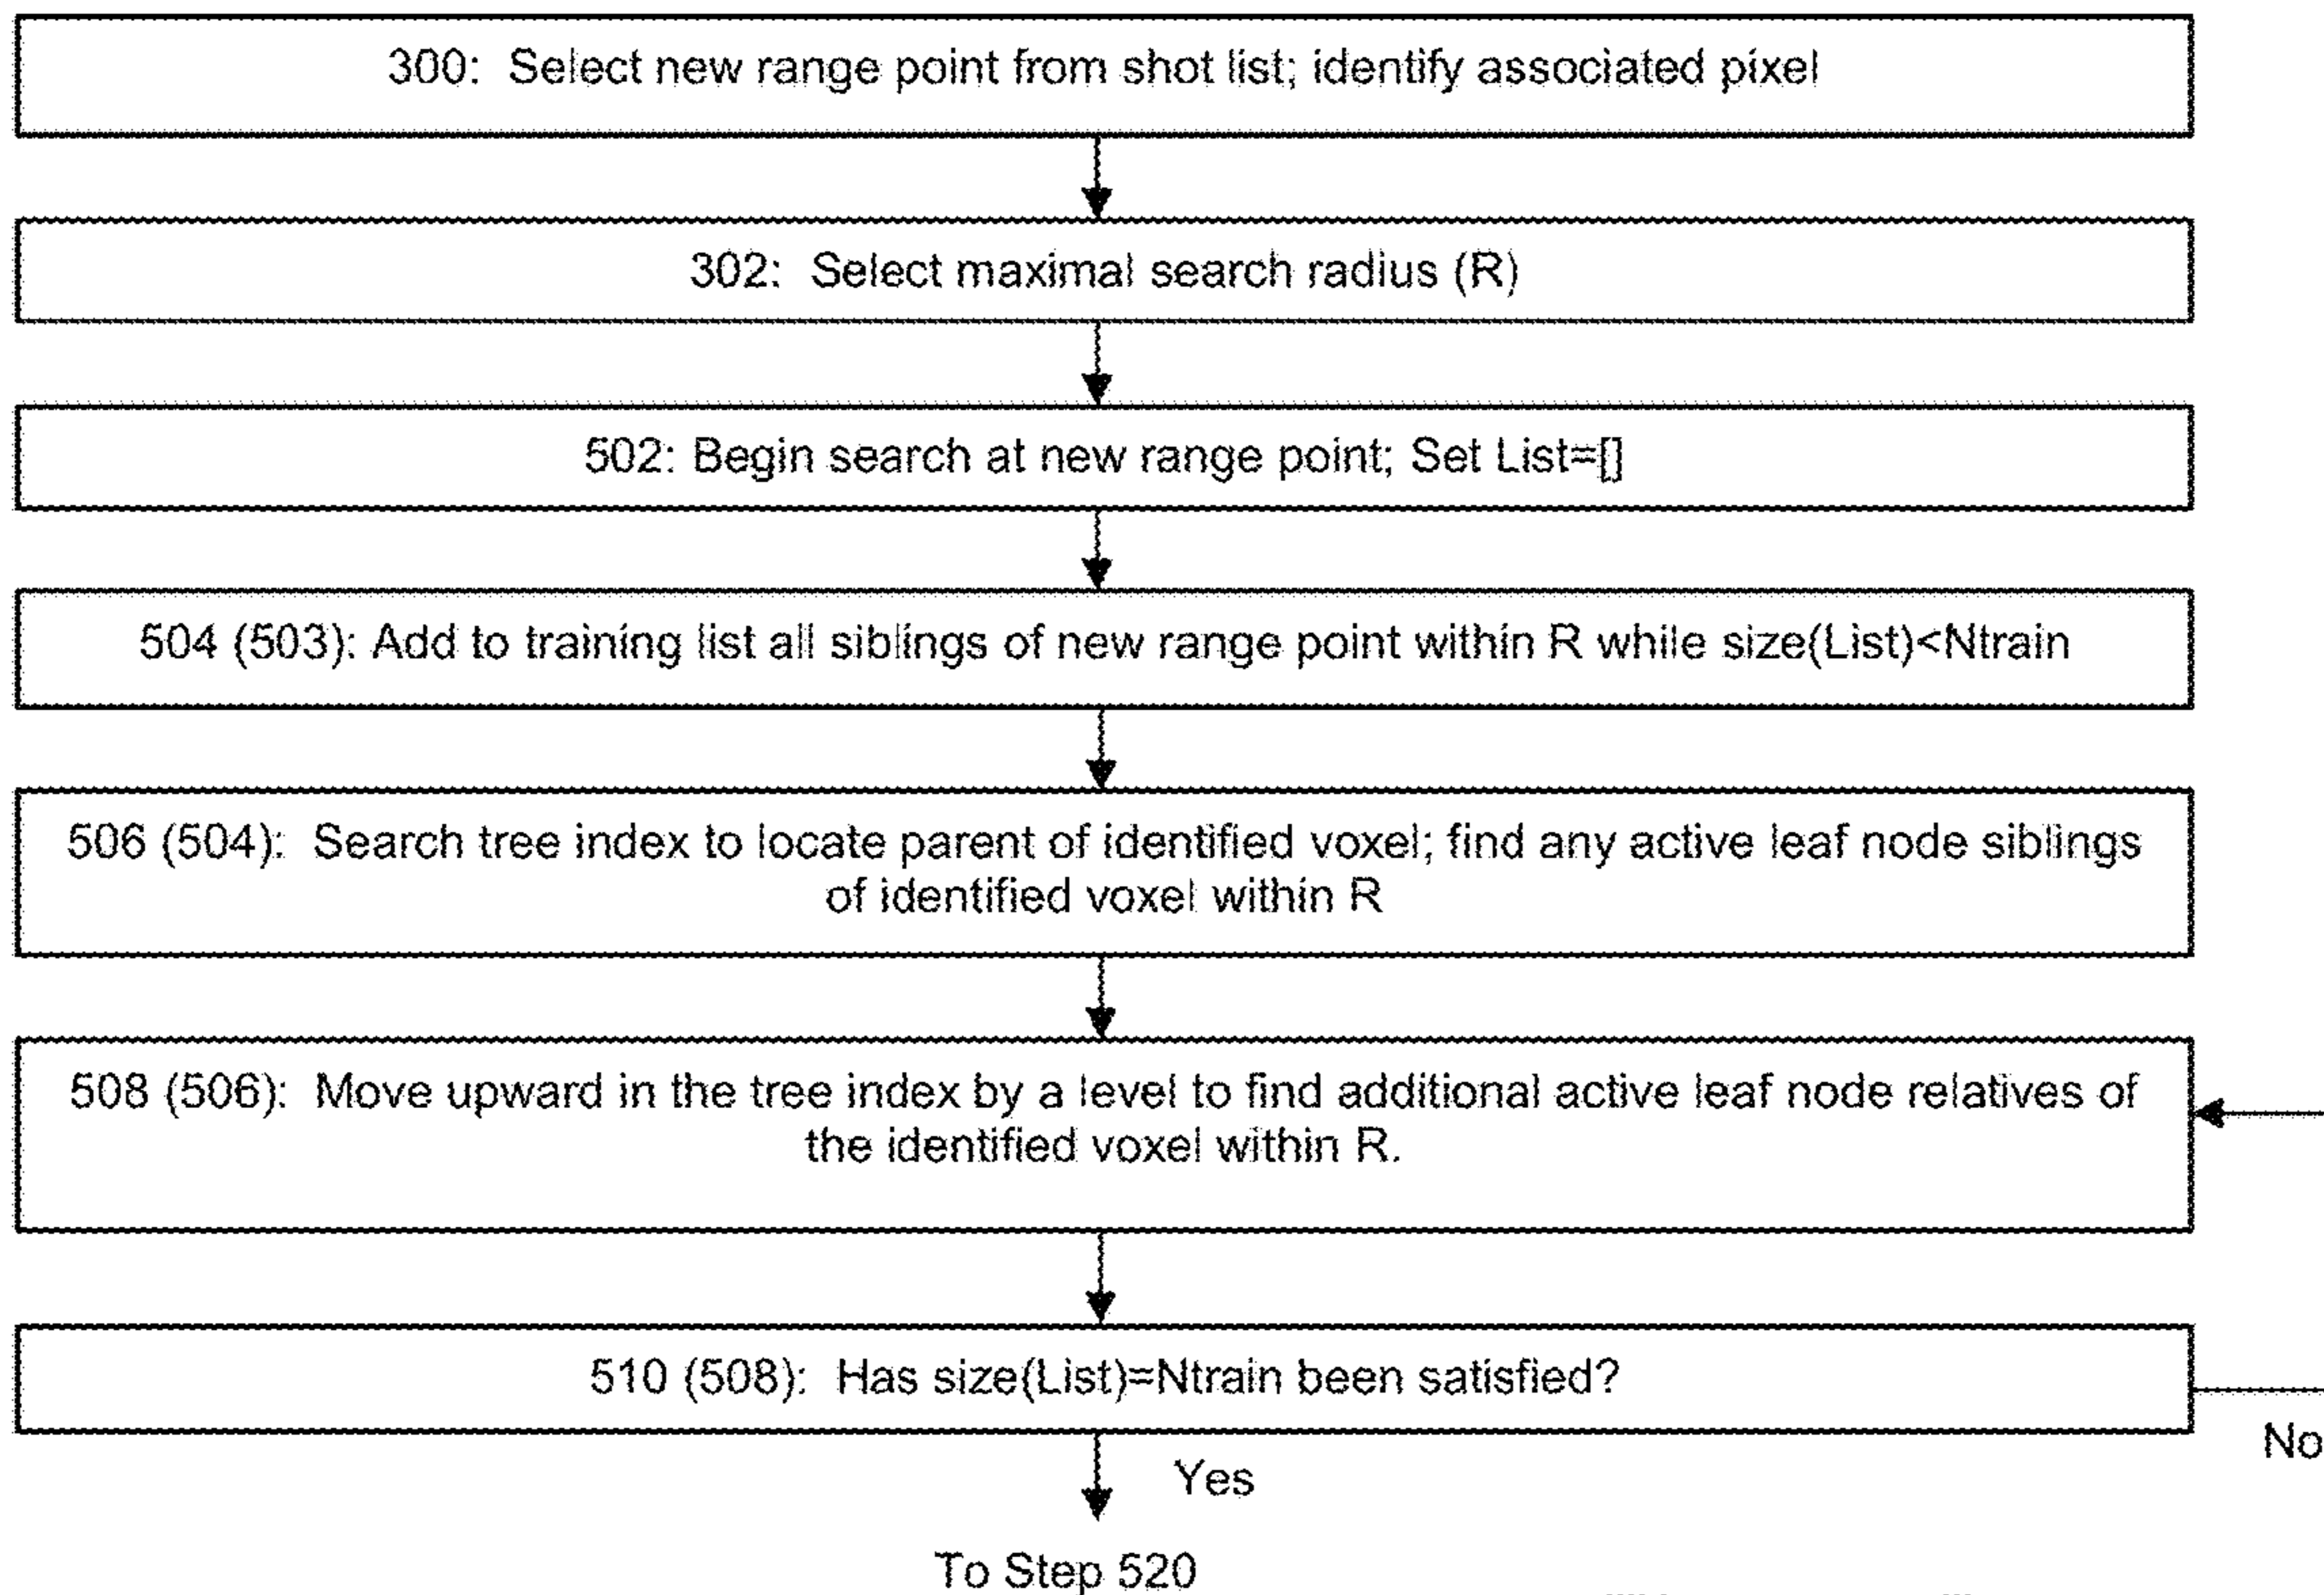 300:  Select new range point from shot list; identify associated pixel
302:  Select maximal search radius (R)
502: Begin search at new range point; Set List=[]
504 (503): Add to training list all siblings of new range point within R while size(List)<Ntrain
506 (504):  Search tree index to locate parent of identified voxel; find any active leaf node siblings
of identified voxel within R
508 (506):  Move upward in the tree index by a level to find additional active leaf node relatives of
the identified voxel within R.
510 (508):  Has size(List)=Ntrain been satisfied?
No
Yes
To Step 520